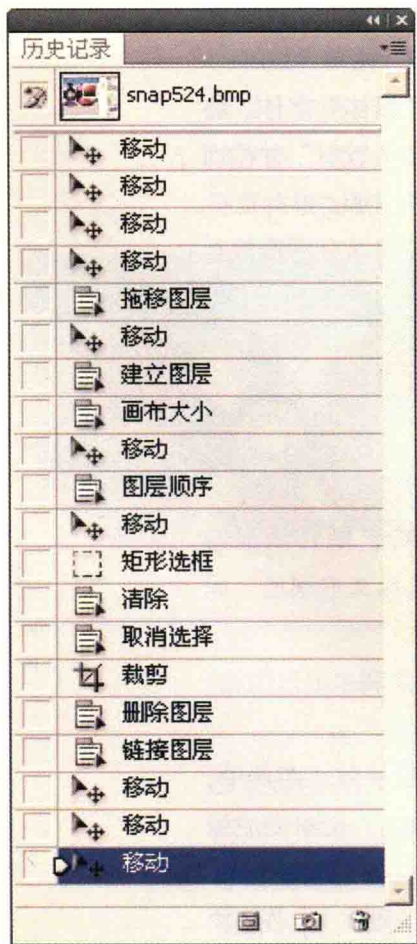 历史记录
snap524.bmp
移动
移动
移动
移动
拖移图层
移动
建立图层
画布大小
移动
图层顺序
移动
矩形选框
清除
取消选择
裁剪
删除图层
链接图层
移动
移动
移动